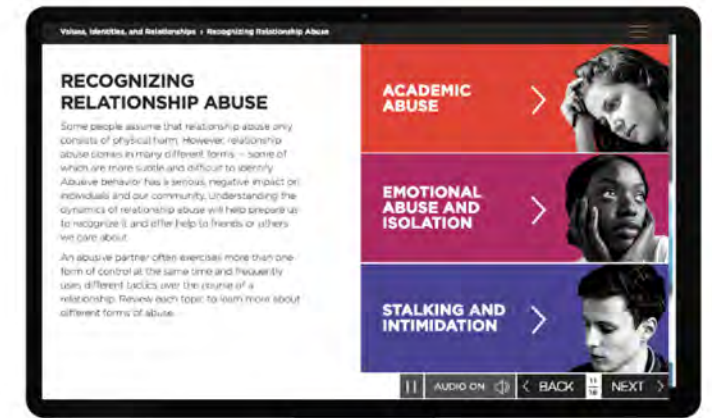 Values, Identities, and Relationships › Recognizing Relationship Abuse
RECOGNIZING
RELATIONSHIP ABUSE
Some people assume that relationship abuse only
consists of physical harm. However, relationship
abuse comes in many different forms — some of
which are more subtle and difficult to identify.
Abusive behavior has a serious, negative impact on
individuals and our community. Understanding the
dynamics of relationship abuse will help prepare us
to recognize it and offer help to friends or others
we care about.
An abusive partner often exercises more than one
form of control at the same time and frequently
uses different tactics over the course of a
relationship. Review each topic to learn more about
different forms of abuse.
ACADEMIC
ABUSE
EMOTIONAL
ABUSE AND
ISOLATION
STALKING AND
INTIMIDATION
AUDIO ON
BACK
11
18
NEXT